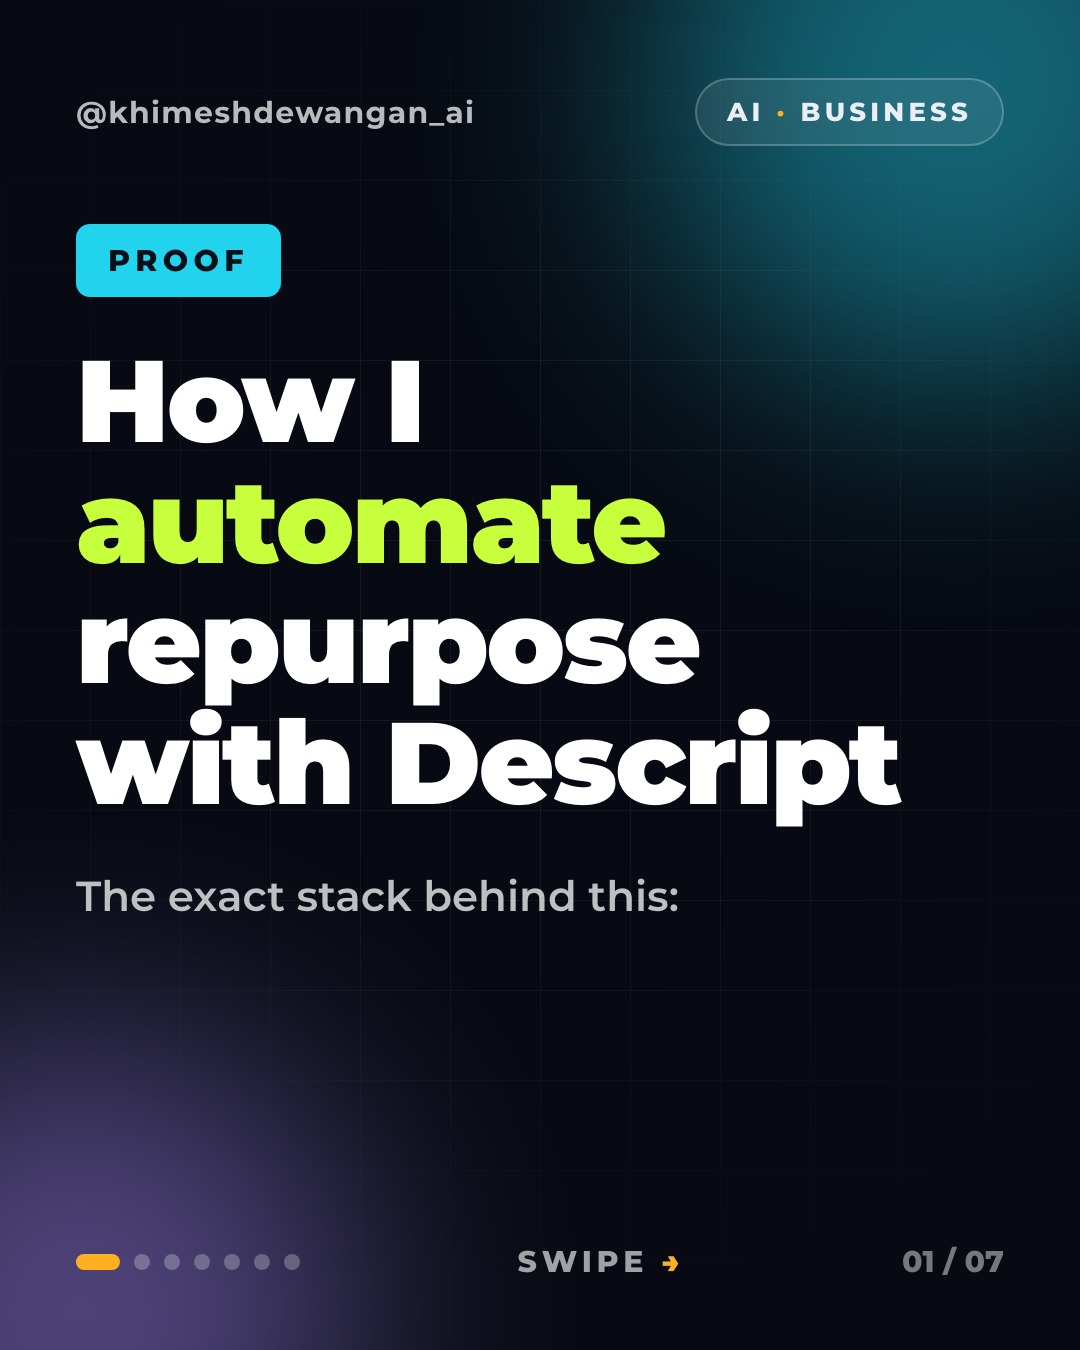 @khimeshdewangan_ai
AI • BUSINESS
PROOF
How I
automate
repurpose
with Descript
The exact stack behind this:
SWIPE →
01 / 07